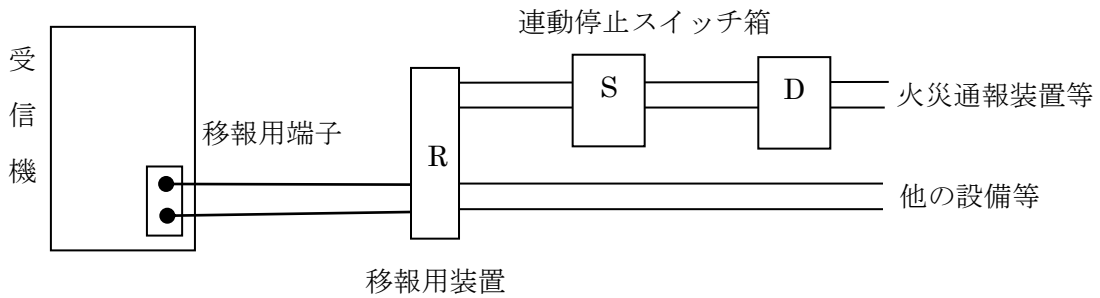 連動停止スイッチ箱
受信機
移報用端子
R
S
D
火災通報装置等
他の設備等
移報用装置